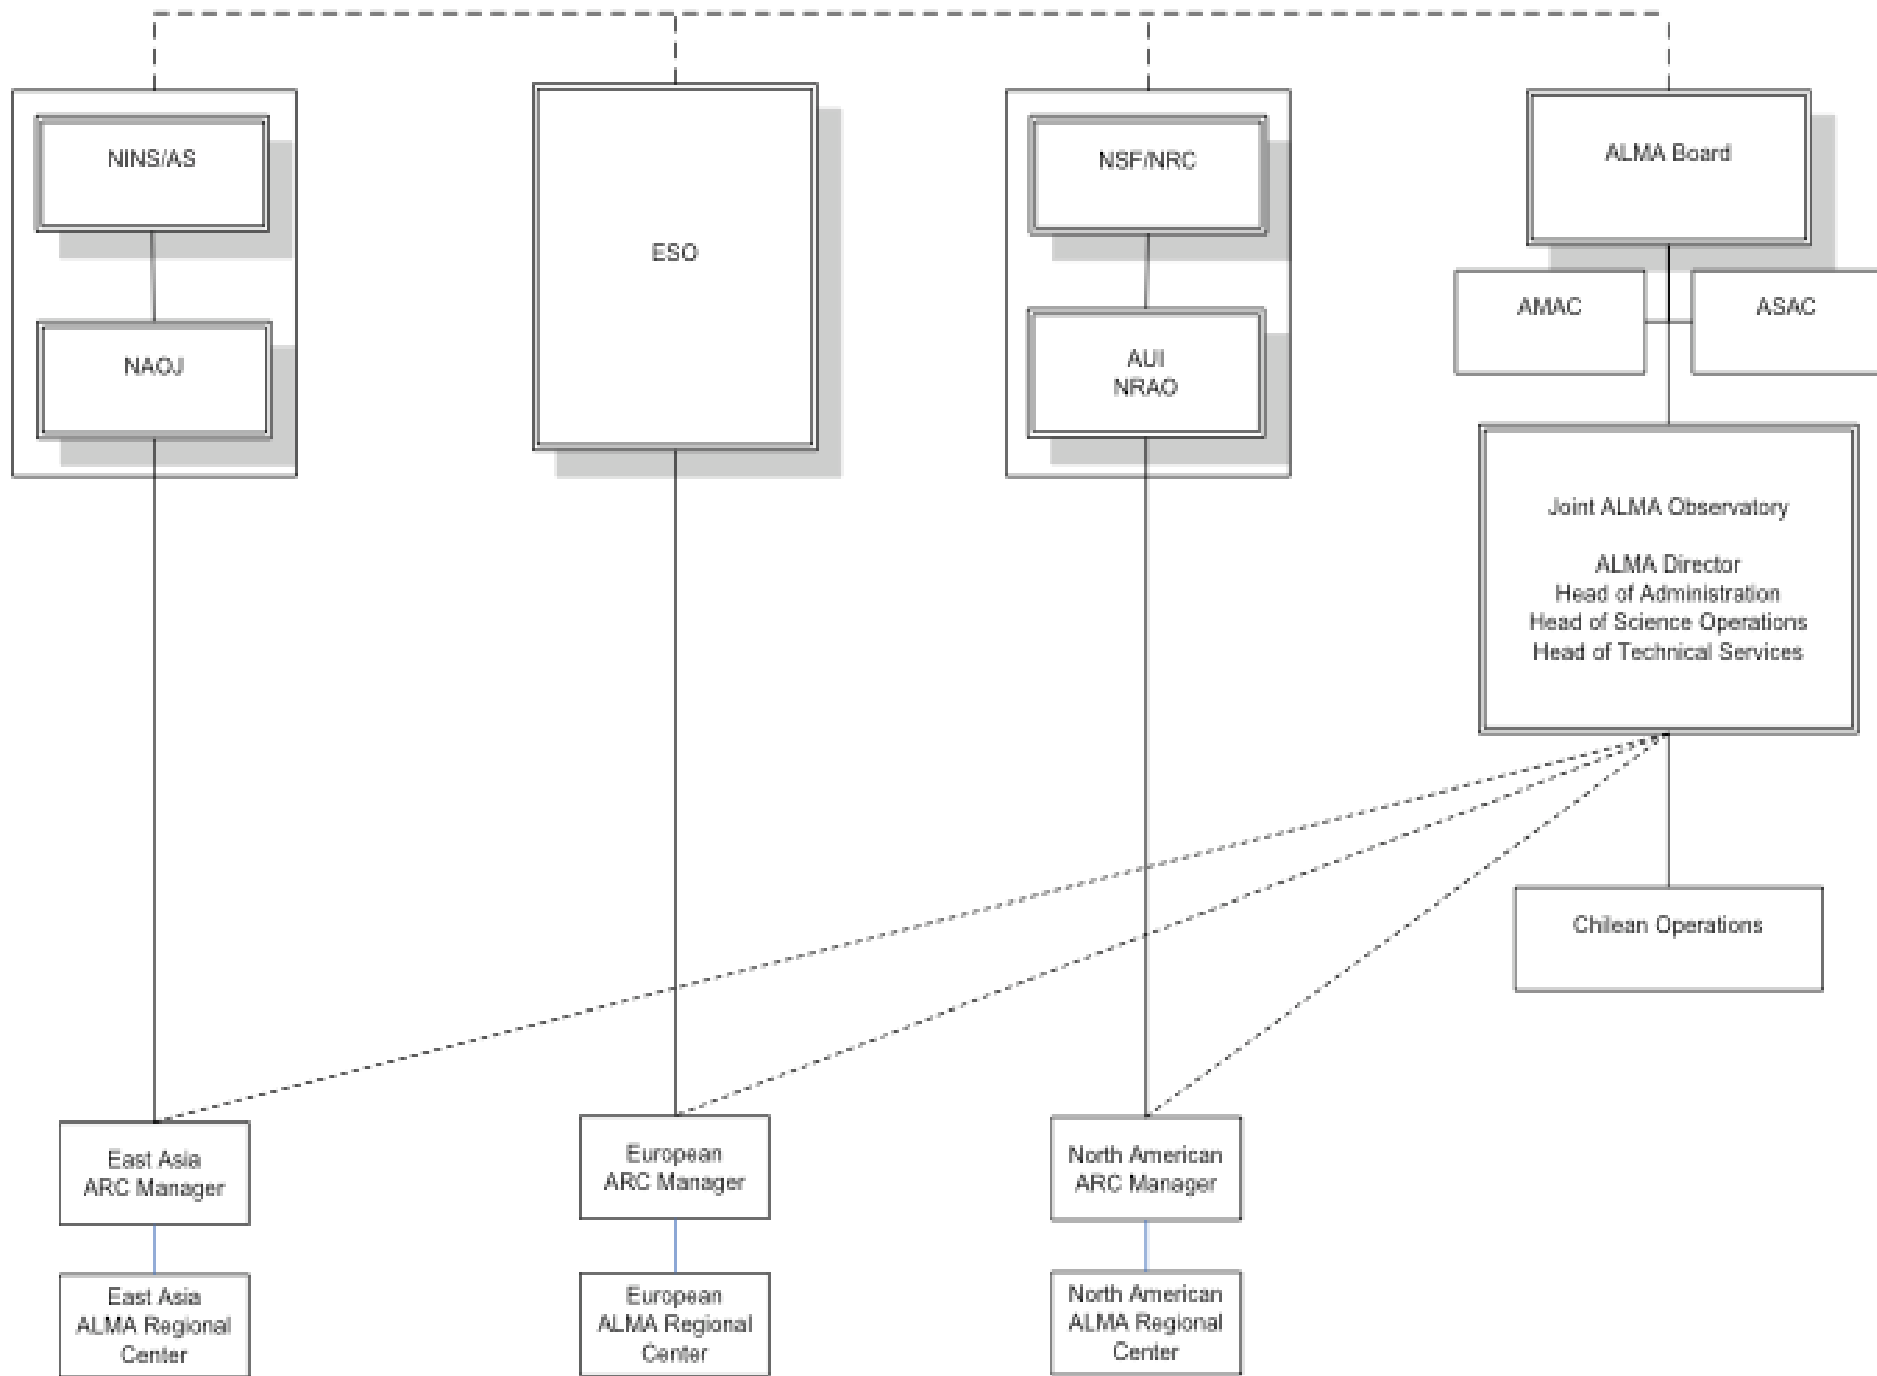 NINS/AS
NAOJ
ESO
NSF/NRC
AUI
NRAO
ALMA Board
AMAC
ASAC
Joint ALMA Observatory
ALMA Director
Head of Administration
Head of Science Operations
Head of Technical Services
Chilean Operations
East Asia
ARC Manager
European
ARC Manager
North American
ARC Manager
East Asia
ALMA Regional
Center
European
ALMA Regional
Center
North American
ALMA Regional
Center